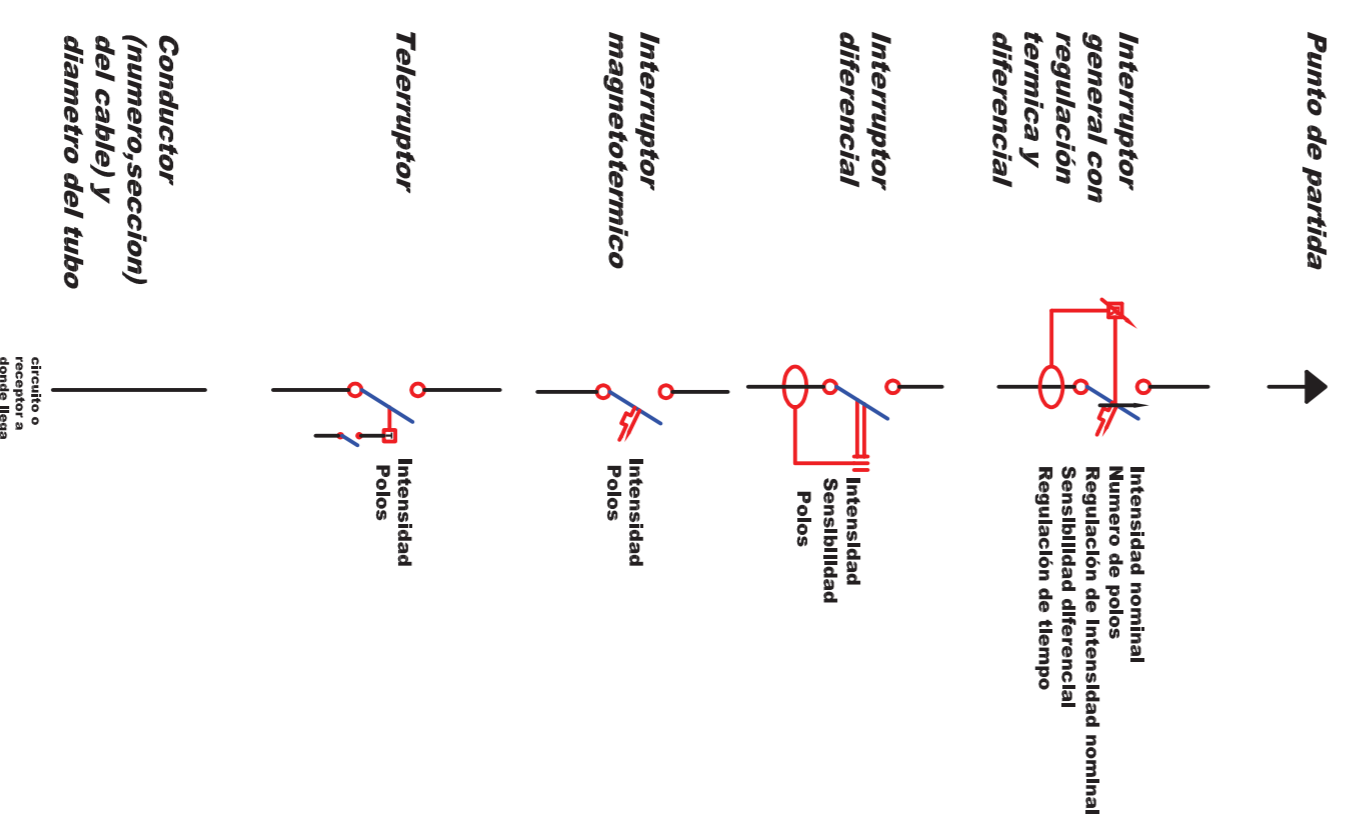 Punto de partida
Interruptor
general con
regulación
termica y
diferencial
Intensidad nominal
Numero de polos
Regulación de Intensidad nominal
Sensibilidad diferencial
Regulación de tiempo
Interruptor
diferencial
Intensidad
Sensibilidad
Polos
Interruptor
magnetotermico
Intensidad
Polos
Telerruptor
T
Intensidad
Polos
Conductor
(numero,seccion)
del cable) y
diametro del tubo
circuito o
receptor a
donde llega